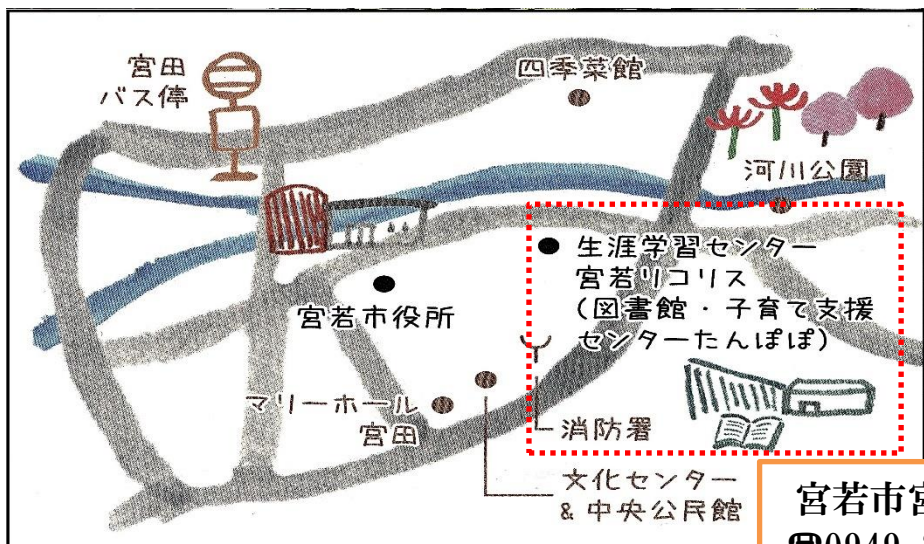 宮田
バス停
四季菜館
河川公園
生涯学習センター
宮若リコリス
(図書館・子育て支援
センターたんぽぽ)
宮若市役所
マリーホール
宮田
消防署
文化センター
&中央公民館
宮若市宮
☎0949